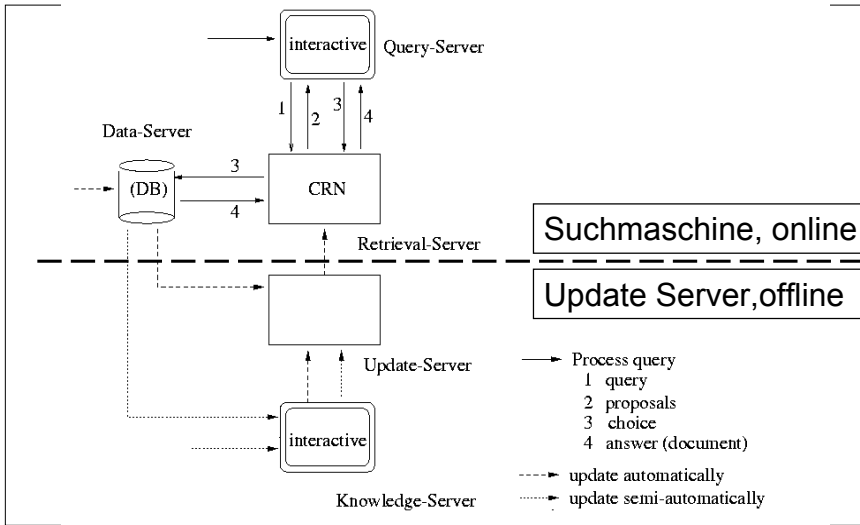 interactive
Query-Server
1
2
3
4
Data-Server
3
(DB)
CRN
4
Suchmaschine, online
Retrieval-Server
Update Server,offline
Update-Server
Process query
1 query
2 proposals
3 choice
4 answer (document)
interactive
update automatically
Knowledge-Server
update semi-automatically